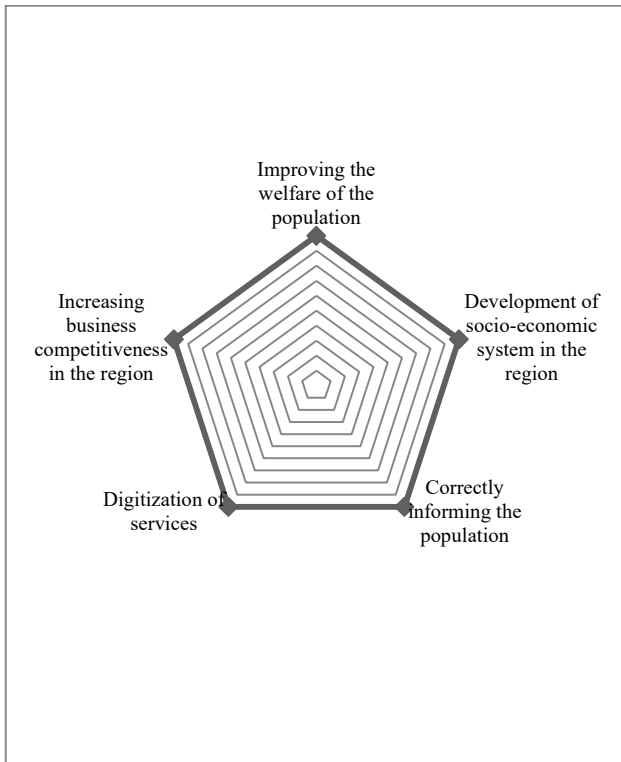 Improving the
welfare of the
population
Development of
socio-economic
system in the
region
Correctly
informing the
population
Digitization of
services
Increasing
business
competitiveness
in the region